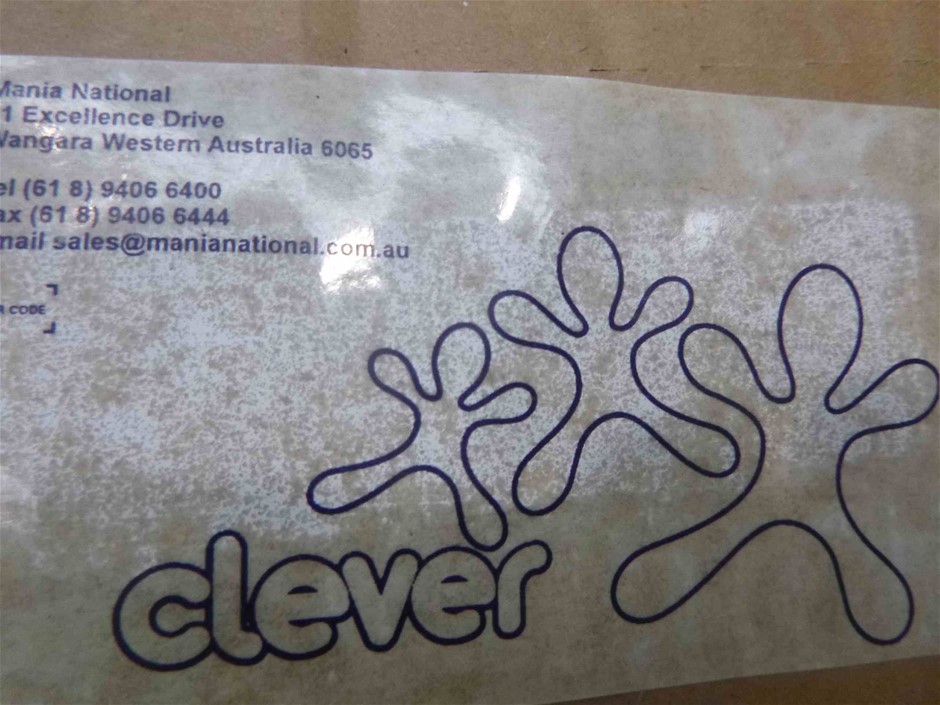 Mania National
1 Excellence Drive
Wangara Western Australia 6065
el (61 8) 9406 6400
ax (61 8) 9406 6444
mail sales@manianational.com.au
R CODE
clever